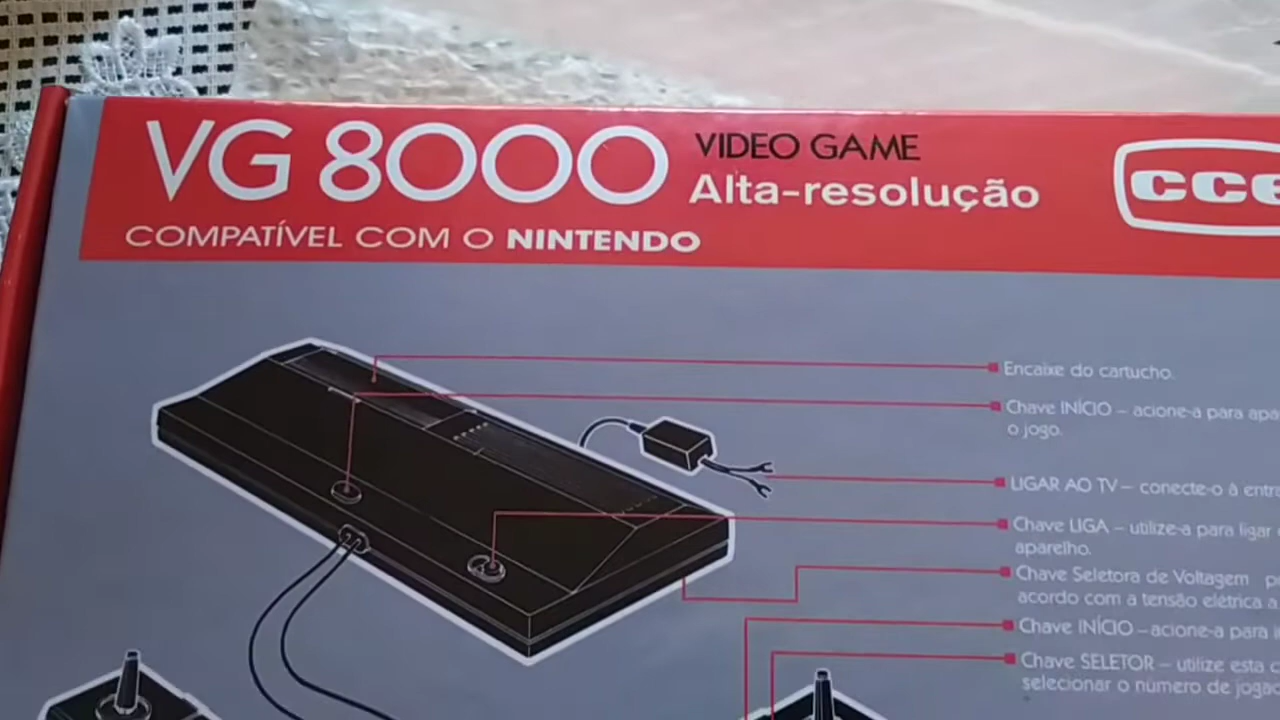 VG 8000 VIDEO GAME
Alta-resolução
cce
COMPATÍVEL COM O NINTENDO
Encaixe do cartucho.
Chave INÍCIO – acione-a para
o jogo.
LIGAR AO TV – conecte-o à
Chave LIGA – utilize-a para ligar
aparelho.
Chave Seletora de Voltagem
acordo com a tensão elétrica a
Chave INÍCIO – acione-a para
Chave SELETOR – utilize esta
selecionar o número de